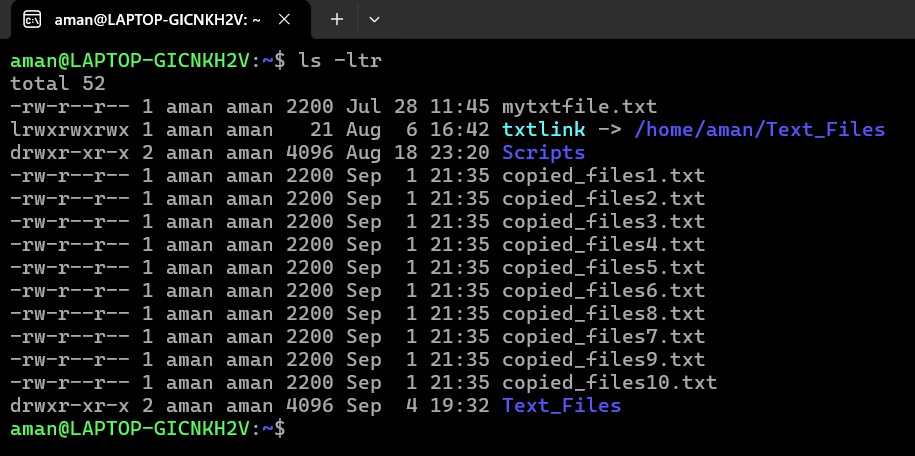 aman@LAPTOP-GICNKH2V: ~
aman@LAPTOP-GICNKH2V:~$ ls -ltr
total 52
-rw-r--r-- 1 aman aman 2200 Jul 28 11:45 mytxtfile.txt
lrwxrwxrwx 1 aman aman   21 Aug  6 16:42 txtlink -> /home/aman/Text_Files
drwxr-xr-x 2 aman aman 4096 Aug 18 23:20 Scripts
-rw-r--r-- 1 aman aman 2200 Sep  1 21:35 copied_files1.txt
-rw-r--r-- 1 aman aman 2200 Sep  1 21:35 copied_files2.txt
-rw-r--r-- 1 aman aman 2200 Sep  1 21:35 copied_files3.txt
-rw-r--r-- 1 aman aman 2200 Sep  1 21:35 copied_files4.txt
-rw-r--r-- 1 aman aman 2200 Sep  1 21:35 copied_files5.txt
-rw-r--r-- 1 aman aman 2200 Sep  1 21:35 copied_files6.txt
-rw-r--r-- 1 aman aman 2200 Sep  1 21:35 copied_files8.txt
-rw-r--r-- 1 aman aman 2200 Sep  1 21:35 copied_files7.txt
-rw-r--r-- 1 aman aman 2200 Sep  1 21:35 copied_files9.txt
-rw-r--r-- 1 aman aman 2200 Sep  1 21:35 copied_files10.txt
drwxr-xr-x 2 aman aman 4096 Sep  4 19:32 Text_Files
aman@LAPTOP-GICNKH2V:~$